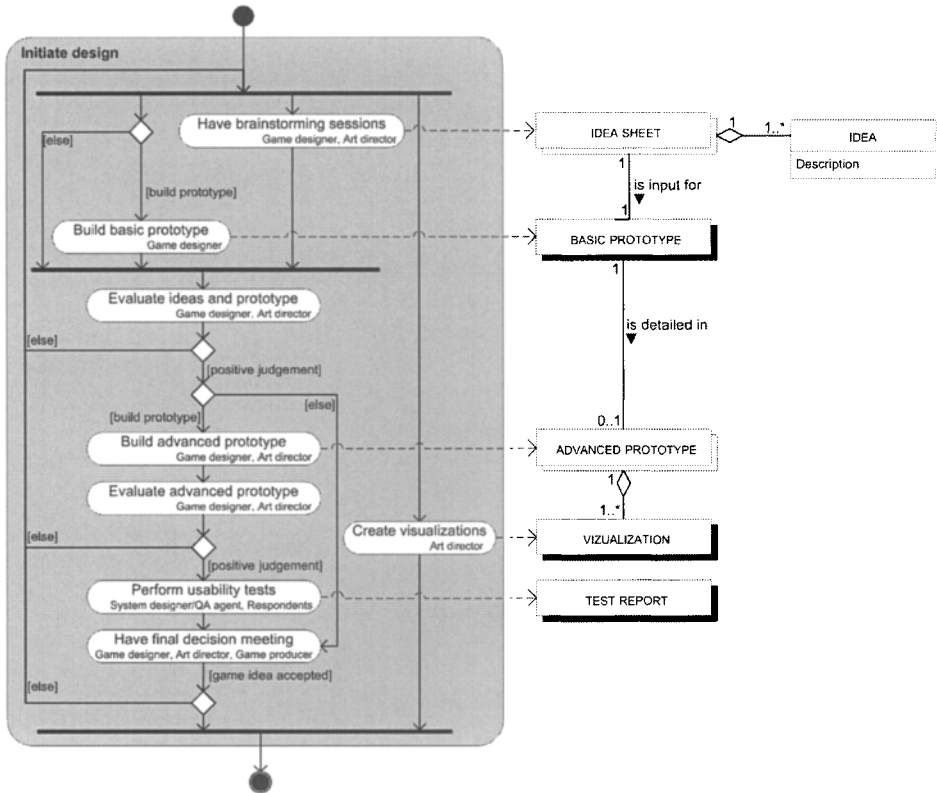 Initiate design
[else]
Have brainstorming sessions
Game designer, Art director
[build prototype]
Build basic prototype
Game designer
Evaluate ideas and prototype
Game designer, Art director
[else]
[positive judgement]
[else]
[build prototype]
Build advanced prototype
Game designer, Art director
Evaluate advanced prototype
Game designer, Art director
[else]
Create visualizations
Art director
[positive judgement]
Perform usability tests
System designer/QA agent, Respondents
Have final decision meeting
Game designer, Art director, Game producer
[else]
[game idea accepted]
IDEA SHEET
1
1..*
IDEA
Description
1
is input for
1
BASIC PROTOTYPE
1
is detailed in
0..1
ADVANCED PROTOTYPE
1
1..*
VIZUALIZATION
TEST REPORT